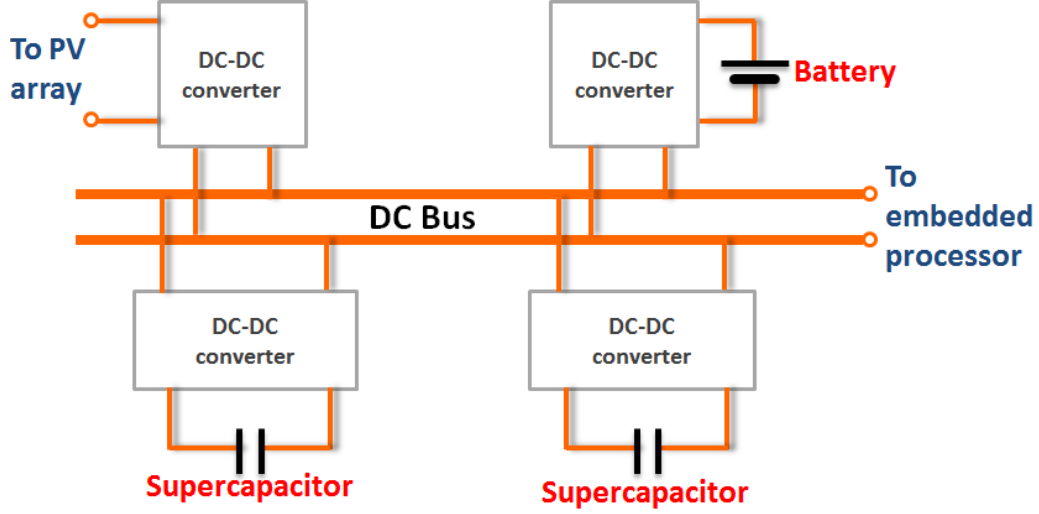 To PV
array
DC-DC
converter
DC-DC
converter
Battery
DC Bus
To
embedded
processor
DC-DC
converter
DC-DC
converter
Supercapacitor
Supercapacitor